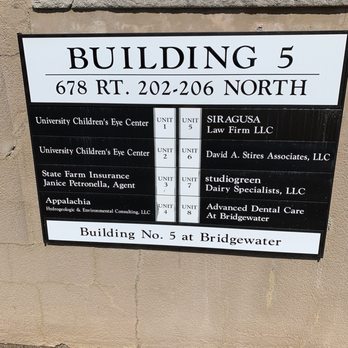 BUILDING 5
678 RT. 202-206 NORTH
University Children's Eye Center
UNIT
1
UNIT
5
SIRAGUSA
Law Firm LLC
University Children's Eye Center
UNIT
2
UNIT
6
David A. Stires Associates, LLC
State Farm Insurance
Janice Petronella, Agent
UNIT
3
UNIT
7
studiogreen
Dairy Specialists, LLC
Appalachia
Hydrogeologic & Environmental Consulting, LLC
UNIT
4
UNIT
8
Advanced Dental Care
At Bridgewater
Building No. 5 at Bridgewater